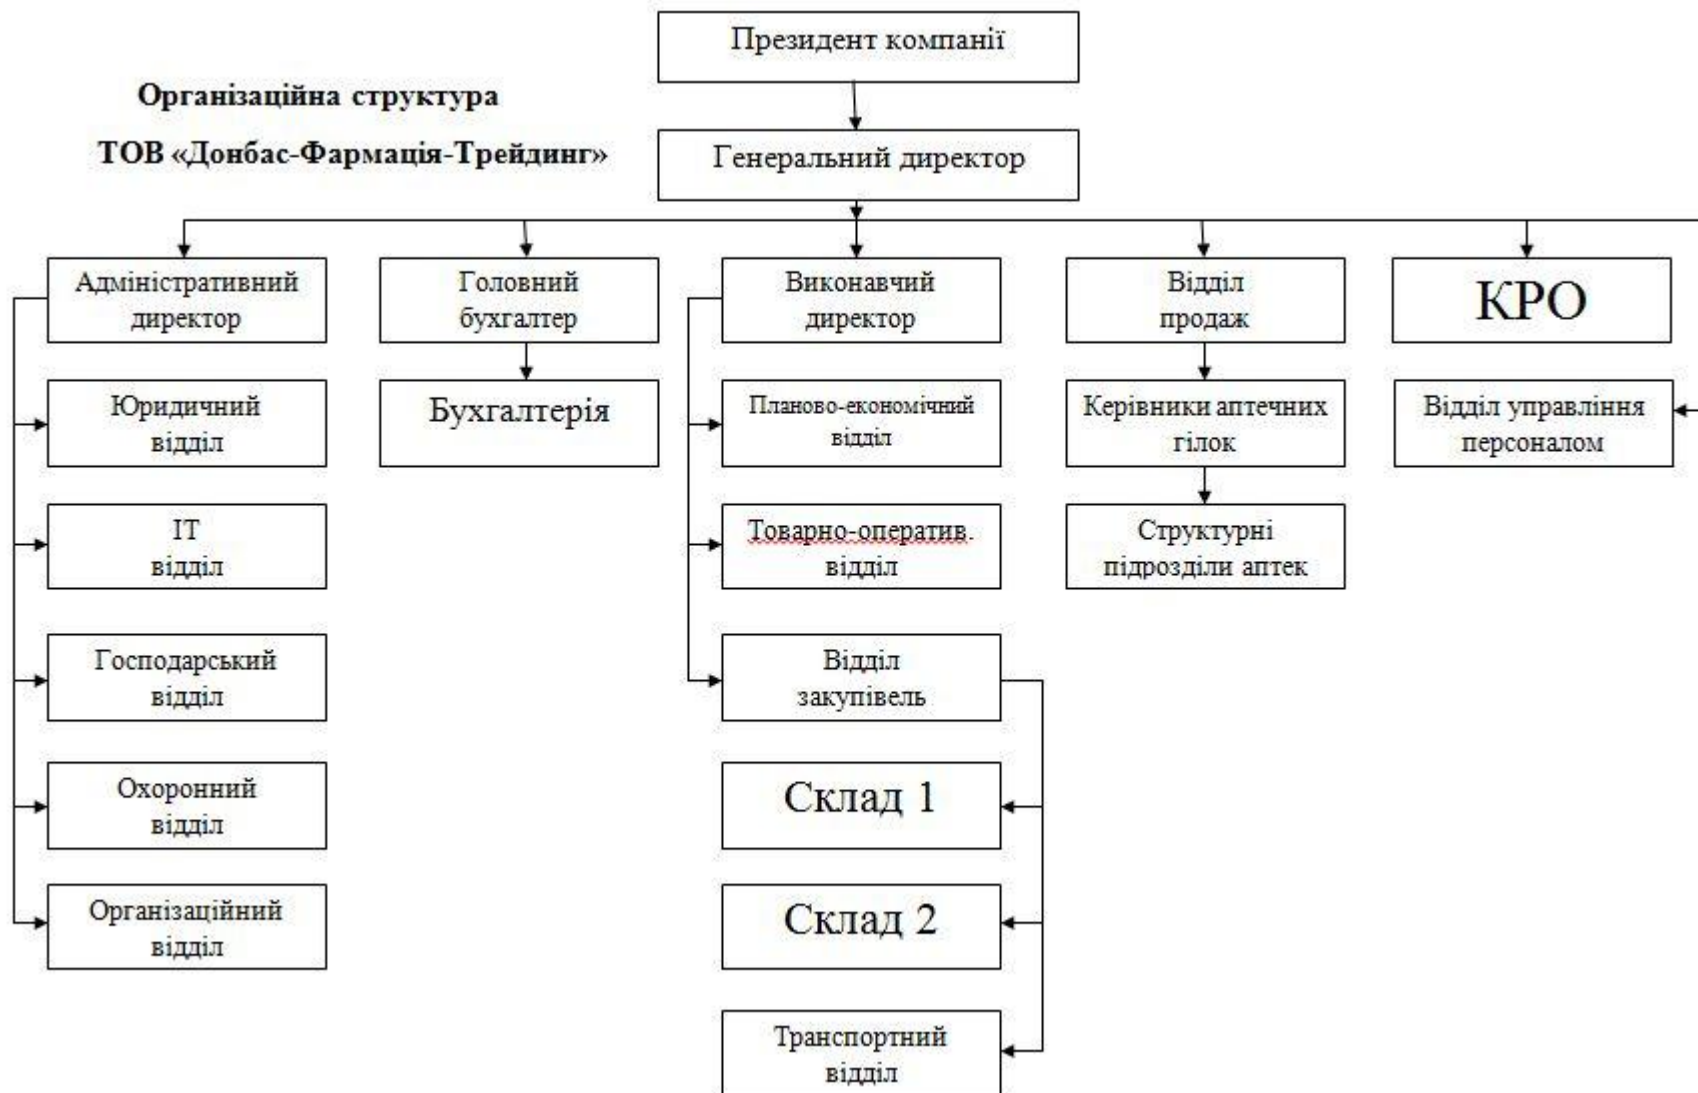 Президент компанії
Організаційна структура
ТОВ «Донбас-Фармація-Трейдинг»
Генеральний директор
Адміністративний
директор
Головний
бухгалтер
Виконавчий
директор
Відділ
продаж
КРО
Юридичний
відділ
Бухгалтерія
Планово-економічний
відділ
Керівники аптечних
гілок
Відділ управління
персоналом
ІТ
відділ
Товарно-оператив.
відділ
Структурні
підрозділи аптек
Господарський
відділ
Відділ
закупівель
Охоронний
відділ
Склад 1
Організаційний
відділ
Склад 2
Транспортний
відділ